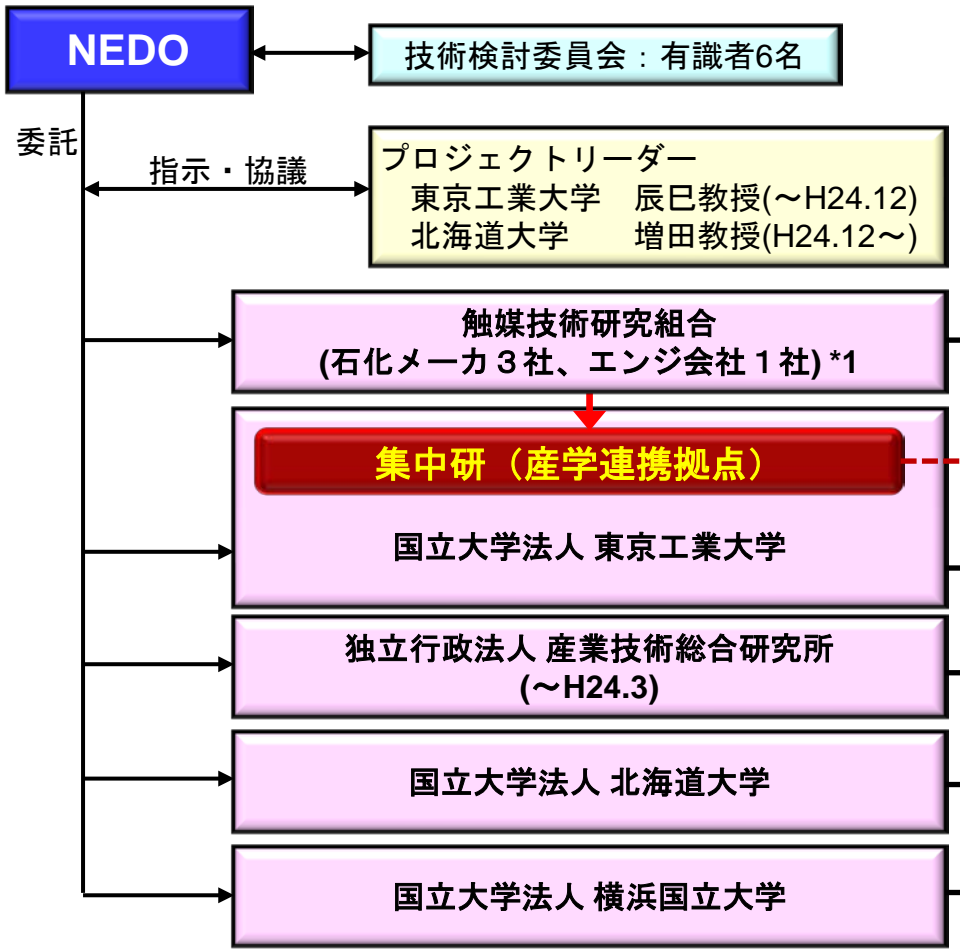 NEDO
技術検討委員会：有識者6名
委託
指示・協議
プロジェクトリーダー
東京工業大学　辰巳教授(～H24.12)
北海道大学　増田教授(H24.12～)
触媒技術研究組合
(石化メーカ３社、エンジ会社１社) *1
集中研（産学連携拠点）
国立大学法人 東京工業大学
独立行政法人 産業技術総合研究所
(～H24.3)
国立大学法人 北海道大学
国立大学法人 横浜国立大学